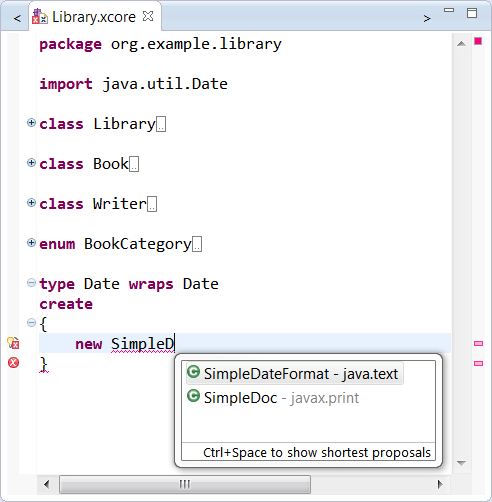 Library.xcore
package org.example.library
import java.util.Date
class Library..
class Book..
class Writer..
enum BookCategory..
type Date wraps Date
create
{
new SimpleD
}
SimpleDateFormat - java.text
SimpleDoc - javax.print
Ctrl+Space to show shortest proposals